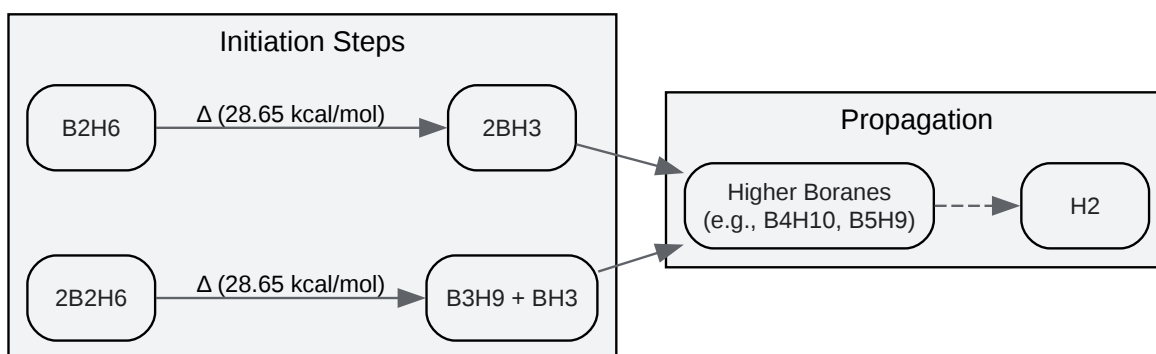 Initiation Steps
B2H6
Δ (28.65 kcal/mol)
2BH3
2B2H6
Δ (28.65 kcal/mol)
B3H9 + BH3
Propagation
Higher Boranes
(e.g., B4H10, B5H9)
H2